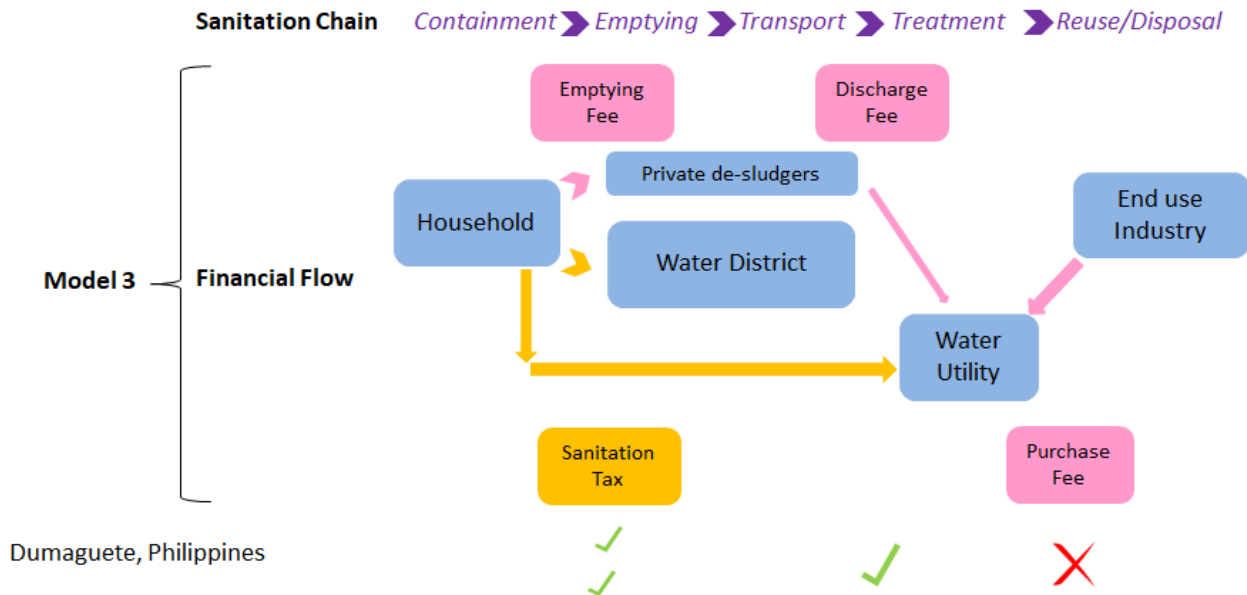 Sanitation Chain Containment Emptying Transport Treatment Reuse/Disposal
Emptying
Fee
Discharge
Fee
Private de-sludgers
Household
End use
Industry
Water District
Model 3
Financial Flow
Water
Utility
Sanitation
Tax
Purchase
Fee
Dumaguete, Philippines